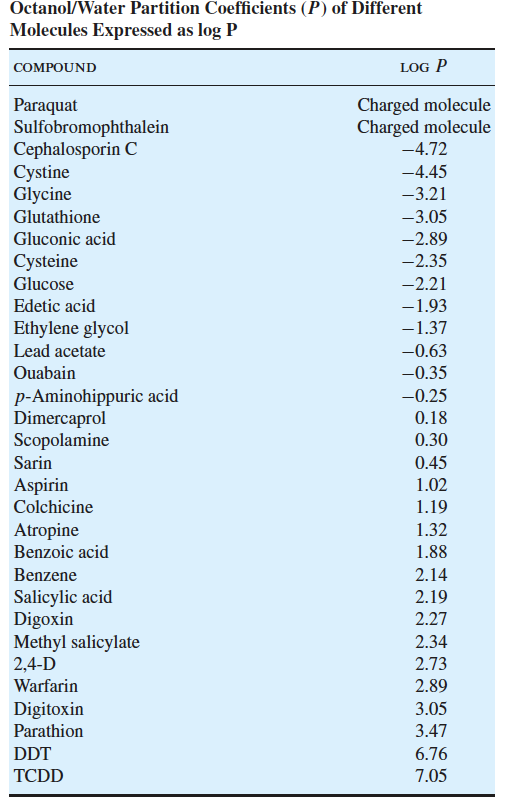 Octanol/Water Partition Coefficients (P) of Different
Molecules Expressed as log P
COMPOUND LOG P
Paraquat Charged molecule
Sulfobromophthalein Charged molecule
Cephalosporin C −4.72
Cystine −4.45
Glycine −3.21
Glutathione −3.05
Gluconic acid −2.89
Cysteine −2.35
Glucose −2.21
Edetic acid −1.93
Ethylene glycol −1.37
Lead acetate −0.63
Ouabain −0.35
p-Aminohippuric acid −0.25
Dimercaprol 0.18
Scopolamine 0.30
Sarin 0.45
Aspirin 1.02
Colchicine 1.19
Atropine 1.32
Benzoic acid 1.88
Benzene 2.14
Salicylic acid 2.19
Digoxin 2.27
Methyl salicylate 2.34
2,4-D 2.73
Warfarin 2.89
Digitoxin 3.05
Parathion 3.47
DDT 6.76
TCDD 7.05